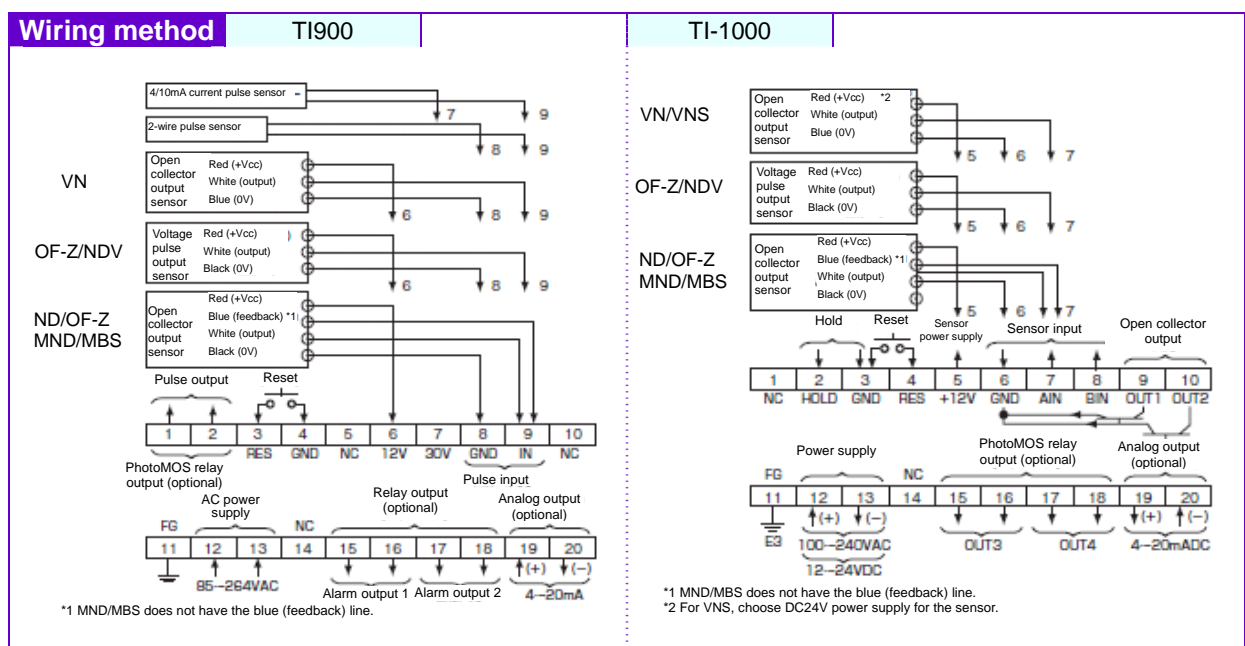 Wiring method
TI900
4/10mA current pulse sensor -
7 9
2-wire pulse sensor
8 9
VN
Open collector output sensor
Red (+Vcc)
White (output)
Blue (0V)
6 8 9
OF-Z/NDV
Voltage pulse output sensor
Red (+Vcc)
White (output)
Black (0V)
6 8 9
ND/OF-Z
MND/MBS
Open collector output sensor
Red (+Vcc)
Blue (feedback) *1
White (output)
Black (0V)
Pulse output
Reset
1 2 3 4 5 6 7 8 9 10
RES GND NC 12V 30V GND IN NC
PhotoMOS relay
output (optional)
Pulse input
AC power
supply
Relay output
(optional)
Analog output
(optional)
FG NC
11 12 13 14 15 16 17 18 19 20
(+) (-)
85~264VAC
Alarm output 1 Alarm output 2
4~20mA
*1 MND/MBS does not have the blue (feedback) line.
TI-1000
VN/VNS
Open collector output sensor
Red (+Vcc) *2
White (output)
Blue (0V)
5 6 7
OF-Z/NDV
Voltage pulse output sensor
Red (+Vcc)
White (output)
Black (0V)
5 6 7
ND/OF-Z
MND/MBS
Open collector output sensor
Red (+Vcc)
Blue (feedback) *1
White (output)
Black (0V)
5 6 7
Hold
Reset
Sensor
power supply
Sensor input
Open collector
output
1 2 3 4 5 6 7 8 9 10
NC HOLD GND RES +12V GND AIN BIN OUT1 OUT2
Power supply
PhotoMOS relay
output (optional)
Analog output
(optional)
FG NC
11 12 13 14 15 16 17 18 19 20
(+) (-) (+) (-)
E3 100~240VAC OUT3 OUT4 4~20mADC
12~24VDC
*1 MND/MBS does not have the blue (feedback) line.
*2 For VNS, choose DC24V power supply for the sensor.